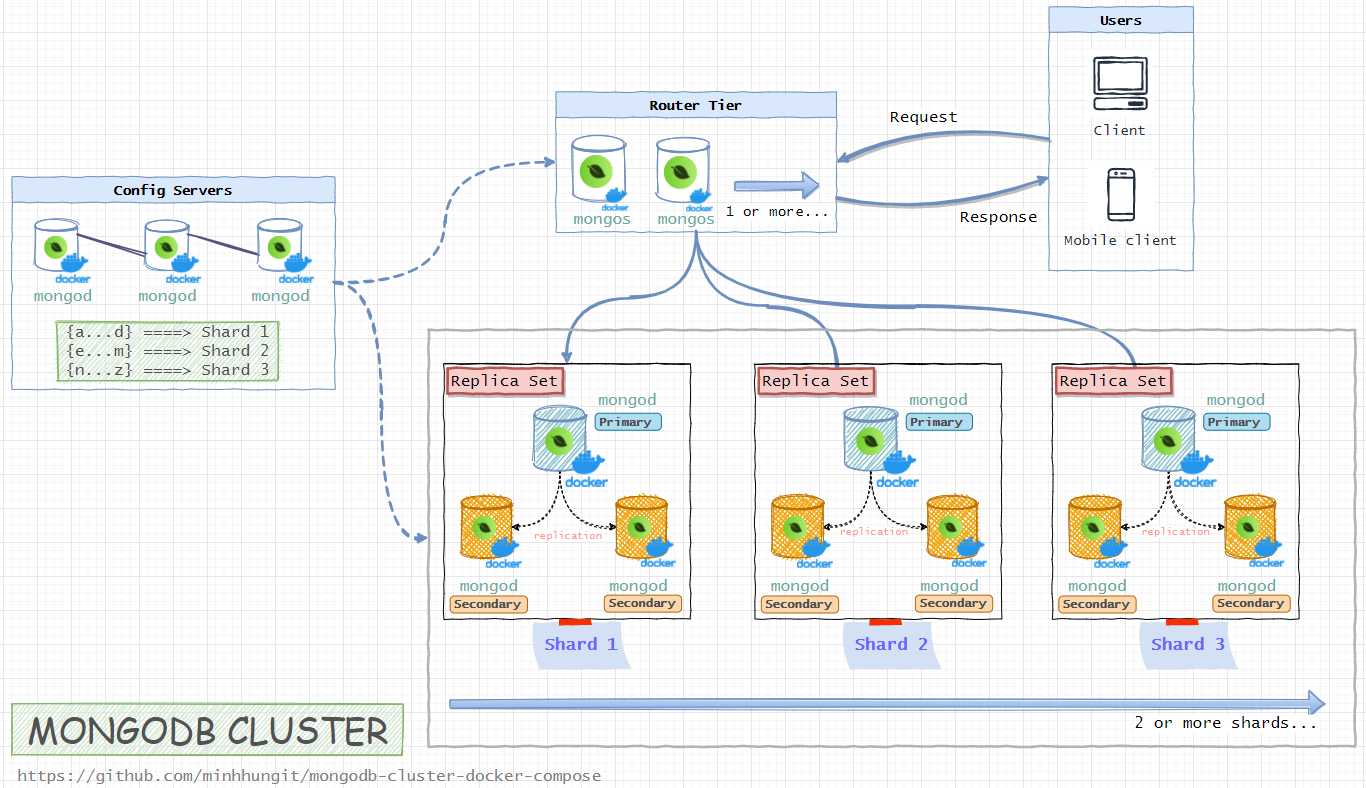 Users
Client
Mobile client
Router Tier
docker
docker
mongos
mongos
1 or more...
Request
Response
Config Servers
docker
docker
docker
mongod
mongod
mongod
{a...d} ====> Shard 1
{e...m} ====> Shard 2
{n...z} ====> Shard 3
Replica Set
mongod
Primary
docker
replication
docker
docker
mongod
mongod
Secondary
Secondary
Shard 1
Replica Set
mongod
Primary
docker
replication
docker
docker
mongod
mongod
Secondary
Secondary
Shard 2
Replica Set
mongod
Primary
docker
replication
docker
docker
mongod
mongod
Secondary
Secondary
Shard 3
2 or more shards...
MONGODB CLUSTER
https://github.com/minhhungit/mongodb-cluster-docker-compose